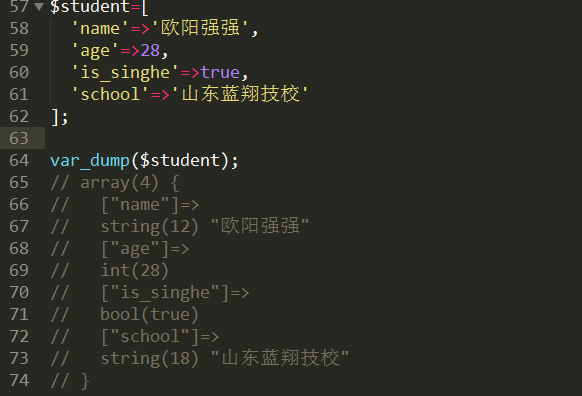 57 $student=[
58   'name'=>'欧阳强强',
59   'age'=>28,
60   'is_singhe'=>true,
61   'school'=>'山东蓝翔技校'
62 ];
63
64 var_dump($student);
65 // array(4) {
66 //   ["name"]=>
67 //   string(12) "欧阳强强"
68 //   ["age"]=>
69 //   int(28)
70 //   ["is_singhe"]=>
71 //   bool(true)
72 //   ["school"]=>
73 //   string(18) "山东蓝翔技校"
74 // }